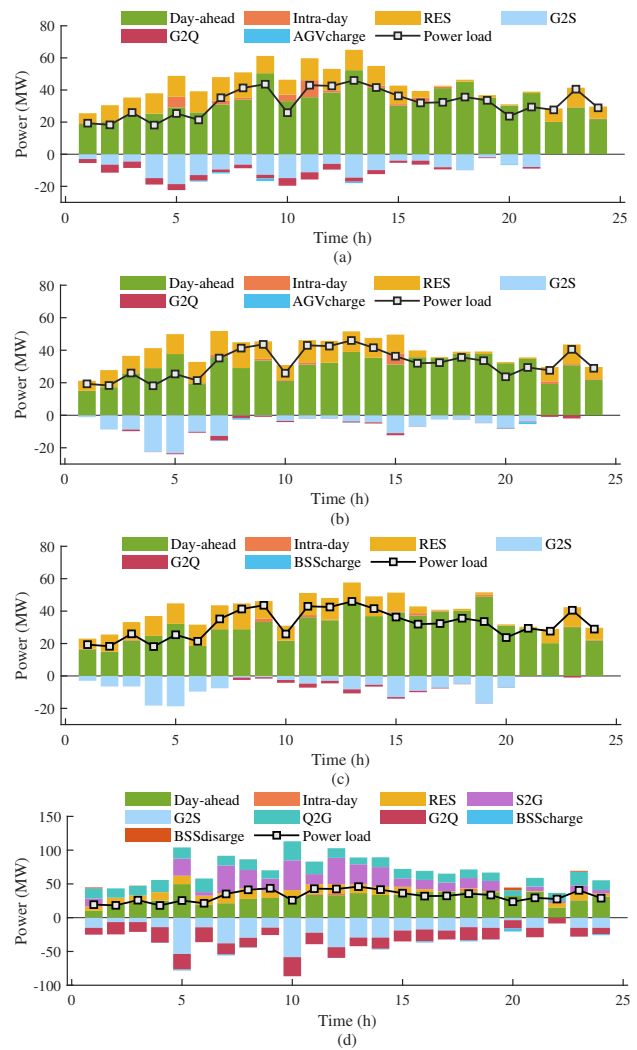 Day-ahead Intra-day RES G2S
G2Q AGVcharge Power load
Power (MW)
80
60
40
20
0
-20
0 5 10 15 20 25
Time (h)
(a)
Day-ahead Intra-day RES G2S
G2Q AGVcharge Power load
Power (MW)
80
60
40
20
0
-20
0 5 10 15 20 25
Time (h)
(b)
Day-ahead Intra-day RES G2S
G2Q BSScharge Power load
Power (MW)
80
60
40
20
0
-20
0 5 10 15 20 25
Time (h)
(c)
Day-ahead Intra-day RES S2G
G2S Q2G G2Q BSScharge
BSSdisarge Power load
Power (MW)
150
100
50
0
-50
-100
0 5 10 15 20 25
Time (h)
(d)